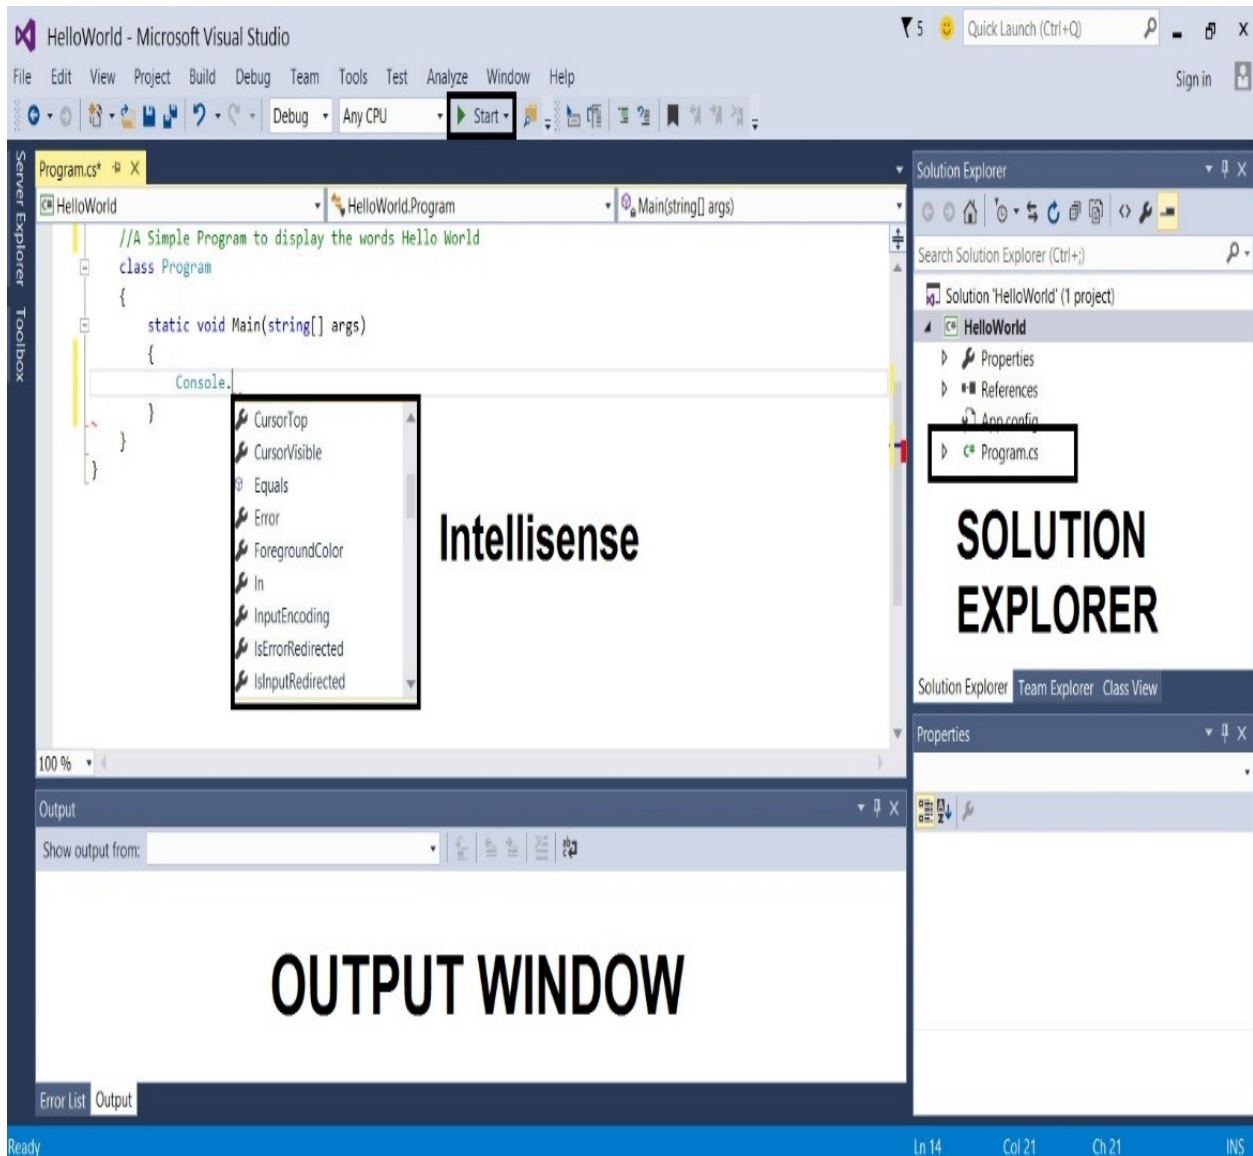 HelloWorld - Microsoft Visual Studio
5 Quick Launch (Ctrl+Q)
File Edit View Project Build Debug Team Tools Test Analyze Window Help
Sign in
Debug Any CPU Start
Server Explorer
Toolbox
Program.cs*
HelloWorld HelloWorld.Program Main(string[] args)
//A Simple Program to display the words Hello World
class Program
{
static void Main(string[] args)
{
Console.
}
}
}
CursorTop
CursorVisible
Equals
Error
ForegroundColor
In
InputEncoding
IsErrorRedirected
IsInputRedirected
Intellisense
100 %
Solution Explorer
Search Solution Explorer (Ctrl+;)
Solution 'HelloWorld' (1 project)
C# HelloWorld
Properties
References
App.config
C# Program.cs
SOLUTION
EXPLORER
Solution Explorer Team Explorer Class View
Properties
Output
Show output from:
OUTPUT WINDOW
Error List Output
Ready Ln 14 Col 21 Ch 21 INS